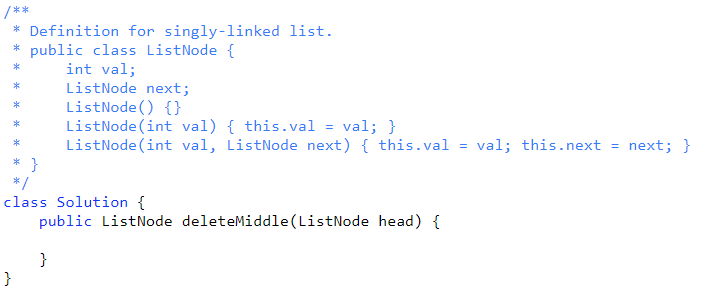 /**
 * Definition for singly-linked list.
 * public class ListNode {
 *     int val;
 *     ListNode next;
 *     ListNode() {}
 *     ListNode(int val) { this.val = val; }
 *     ListNode(int val, ListNode next) { this.val = val; this.next = next; }
 * }
 */
class Solution {
    public ListNode deleteMiddle(ListNode head) {
    }
}